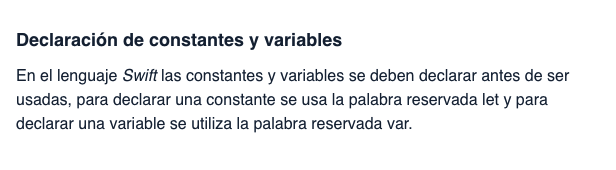 Declaración de constantes y variables
En el lenguaje Swift las constantes y variables se deben declarar antes de ser
usadas, para declarar una constante se usa la palabra reservada let y para
declarar una variable se utiliza la palabra reservada var.